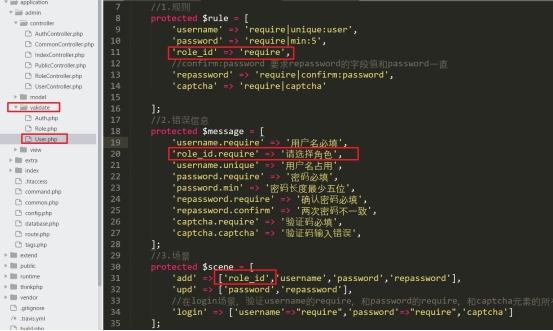 application
admin
controller
AuthController.php
CommonController.php
IndexController.php
PublicController.php
RoleController.php
UserController.php
model
validate
Auth.php
Role.php
User.php
view
extra
index
.htaccess
command.php
common.php
config.php
database.php
route.php
tags.php
extend
public
runtime
thinkphp
vendor
.gitignore
.travis.yml
build.php
7 //1.规则
8 protected $rule = [
9 'username' => 'require|unique:user',
10 'password' => 'require|min:5',
11 'role_id' => 'require',
12 //confirm:password 要求repassword的字段值和password一直
13 'repassword' => 'require|confirm:password',
14 'captcha' => 'require|captcha'
15
16 ];
17 //2.错误信息
18 protected $message = [
19 'username.require' => '用户名必填',
20 'role_id.require' => '请选择角色',
21 'username.unique' => '用户名占用',
22 'password.require' => '密码必填',
23 'password.min' => '密码长度最少五位',
24 'repassword.require' => '确认密码必填',
25 'repassword.confirm' => '两次密码不一致',
26 'captcha.require' => '验证码必填',
27 'captcha.captcha' => '验证码输入错误',
28 ];
29 //3.场景
30 protected $scene = [
31 'add' => ['role_id','username','password','repassword'],
32 'upd' => ['password','repassword'],
33 //在login场景，验证username的require，和password的require，和captcha元素的所
34 'login' => ['username'=>"require",'password'=>"require",'captcha']
35 ];